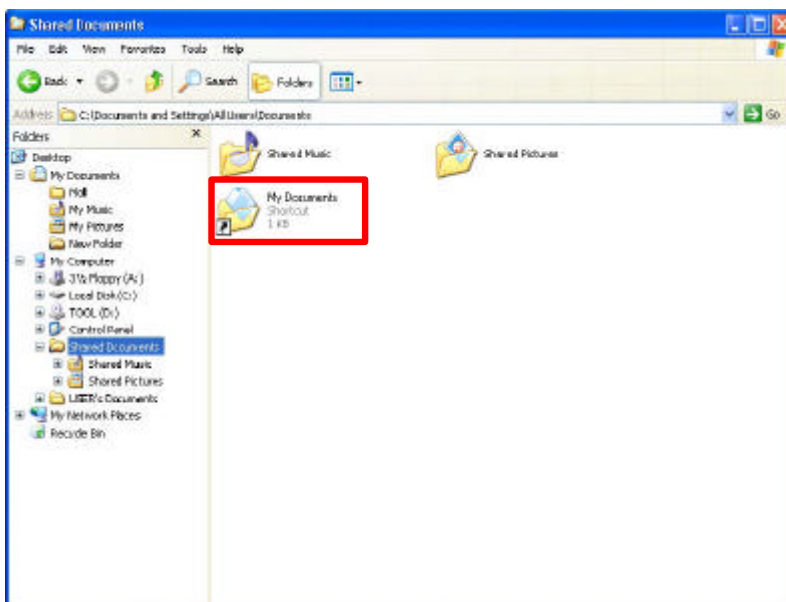 Shared Documents
File Edit View Favorites Tools Help
Back Search Folders
Address C:\Documents and Settings\All Users\Documents Go
Folders x
Desktop
My Documents
My Music
My Pictures
New Folder
My Computer
3½ Floppy (A:)
Local Disk (C:)
TOOL (D:)
Control Panel
Shared Documents
Shared Music
Shared Pictures
USER's Documents
My Network Places
Recycle Bin
Shared Music
Shared Pictures
My Documents
Shortcut
1 KB